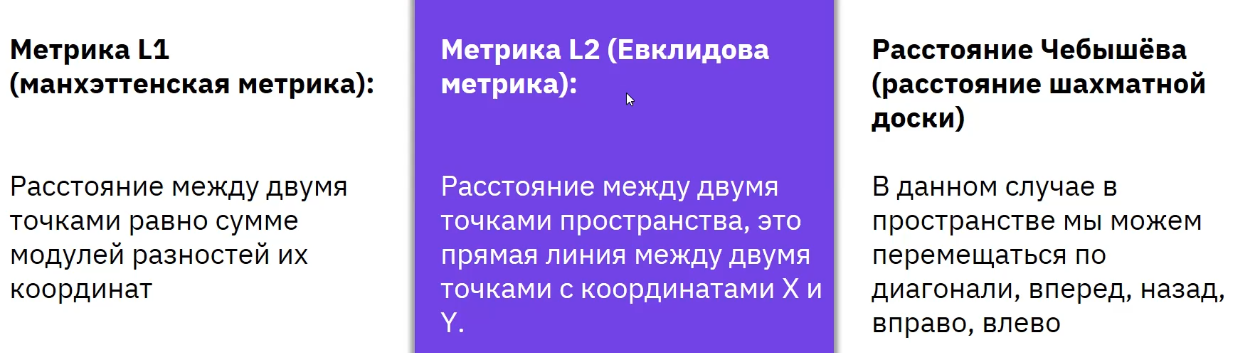 Метрика L1
(манхэттенская метрика):
Расстояние между двумя
точками равно сумме
модулей разностей их
координат
Метрика L2 (Евклидова
метрика):
Расстояние между двумя
точками пространства, это
прямая линия между двумя
точками с координатами X и
Y.
Расстояние Чебышёва
(расстояние шахматной
доски)
В данном случае в
пространстве мы можем
перемещаться по
диагонали, вперед, назад,
вправо, влево